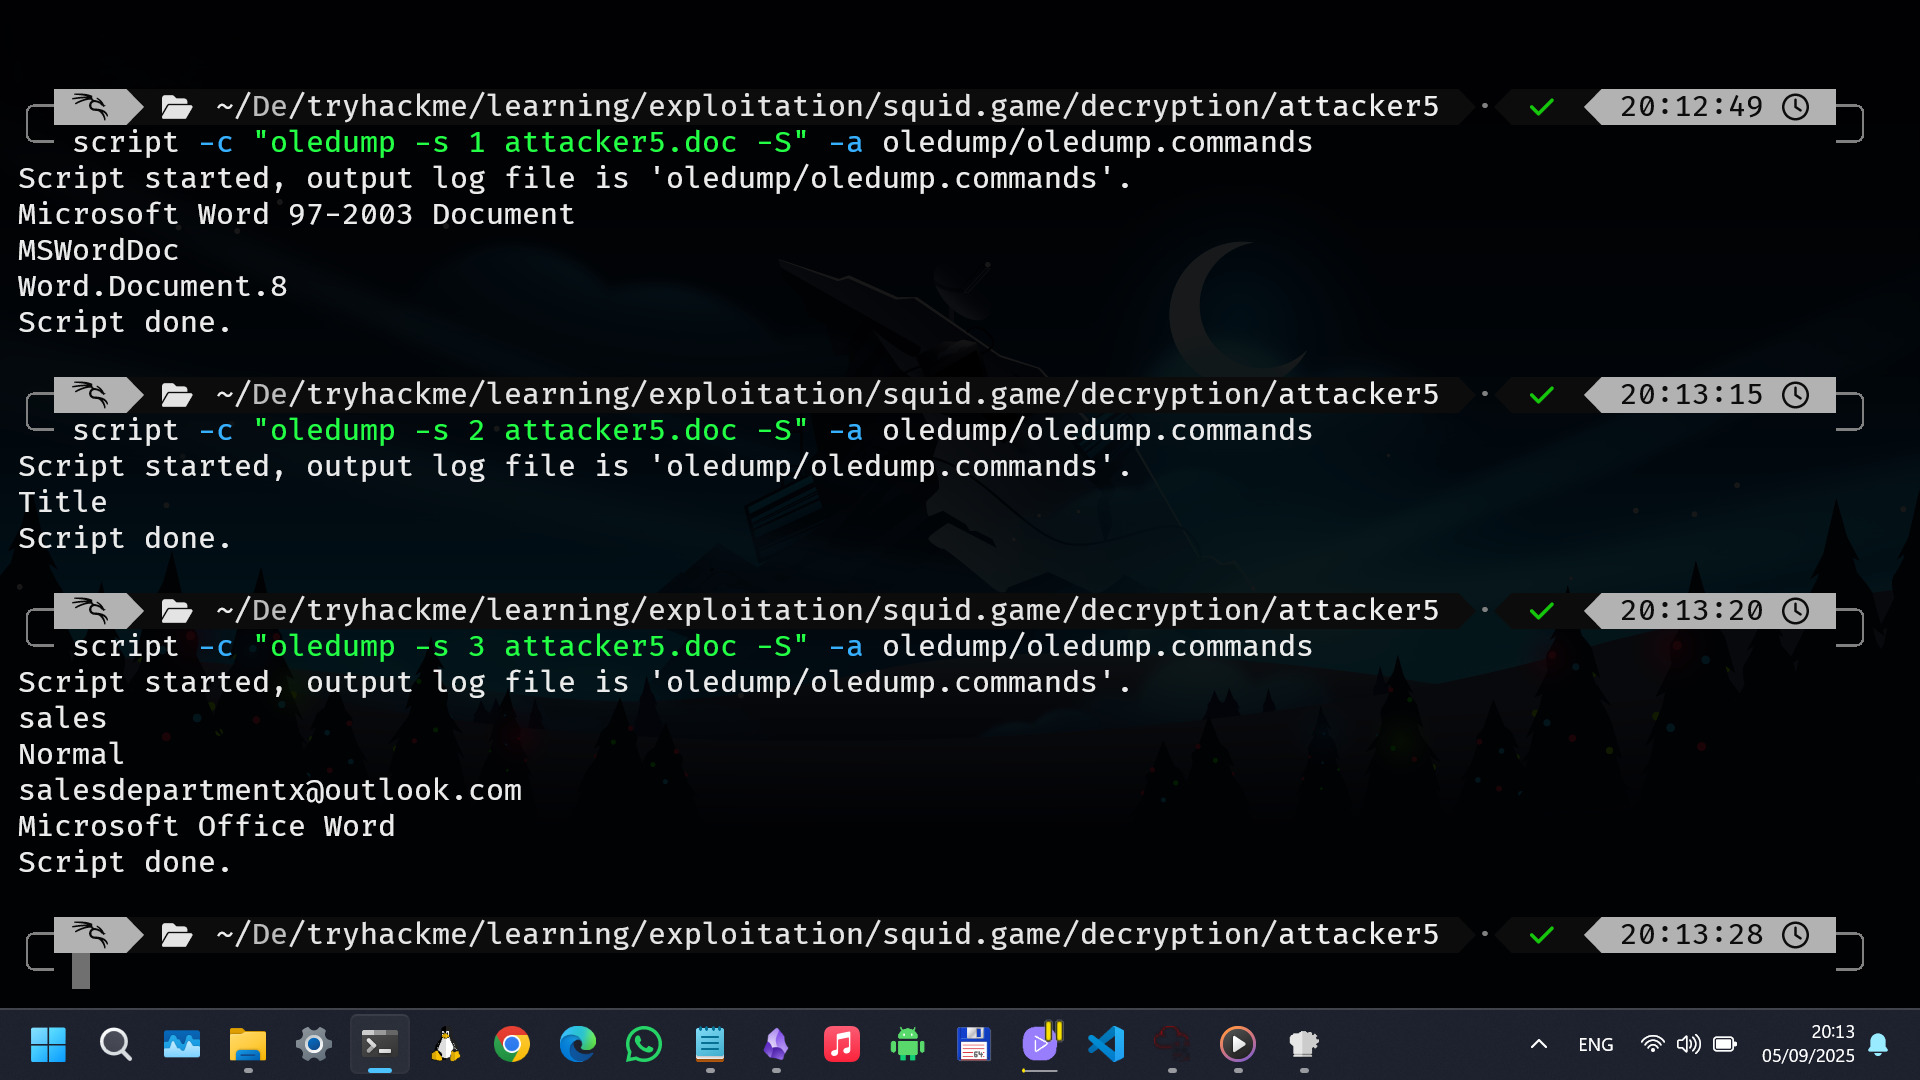 ~/De/tryhackme/learning/exploitation/squid.game/decryption/attacker5 20:12:49
script -c "oledump -s 1 attacker5.doc -S" -a oledump/oledump.commands
Script started, output log file is 'oledump/oledump.commands'.
Microsoft Word 97-2003 Document
MSWordDoc
Word.Document.8
Script done.
~/De/tryhackme/learning/exploitation/squid.game/decryption/attacker5 20:13:15
script -c "oledump -s 2 attacker5.doc -S" -a oledump/oledump.commands
Script started, output log file is 'oledump/oledump.commands'.
Title
Script done.
~/De/tryhackme/learning/exploitation/squid.game/decryption/attacker5 20:13:20
script -c "oledump -s 3 attacker5.doc -S" -a oledump/oledump.commands
Script started, output log file is 'oledump/oledump.commands'.
sales
Normal
salesdepartmentx@outlook.com
Microsoft Office Word
Script done.
~/De/tryhackme/learning/exploitation/squid.game/decryption/attacker5 20:13:28
64
ENG
20:13
05/09/2025